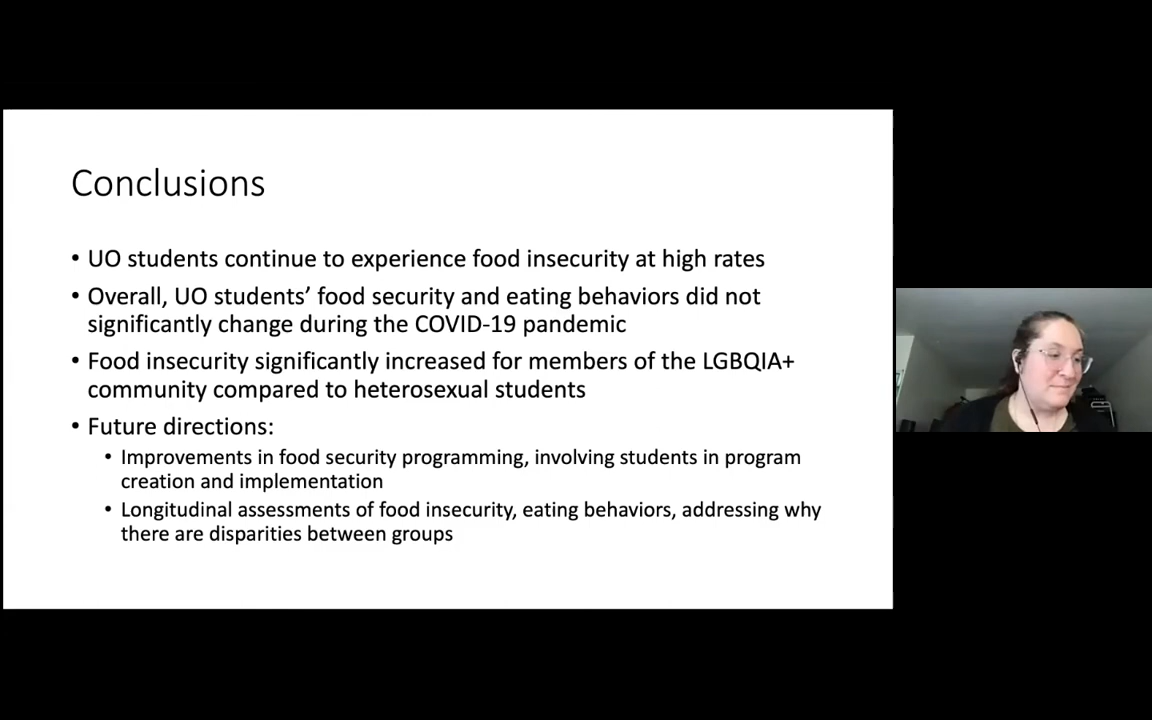 Conclusions
• UO students continue to experience food insecurity at high rates
• Overall, UO students’ food security and eating behaviors did not
significantly change during the COVID-19 pandemic
• Food insecurity significantly increased for members of the LGBQIA+
community compared to heterosexual students
• Future directions:
• Improvements in food security programming, involving students in program
creation and implementation
• Longitudinal assessments of food insecurity, eating behaviors, addressing why
there are disparities between groups